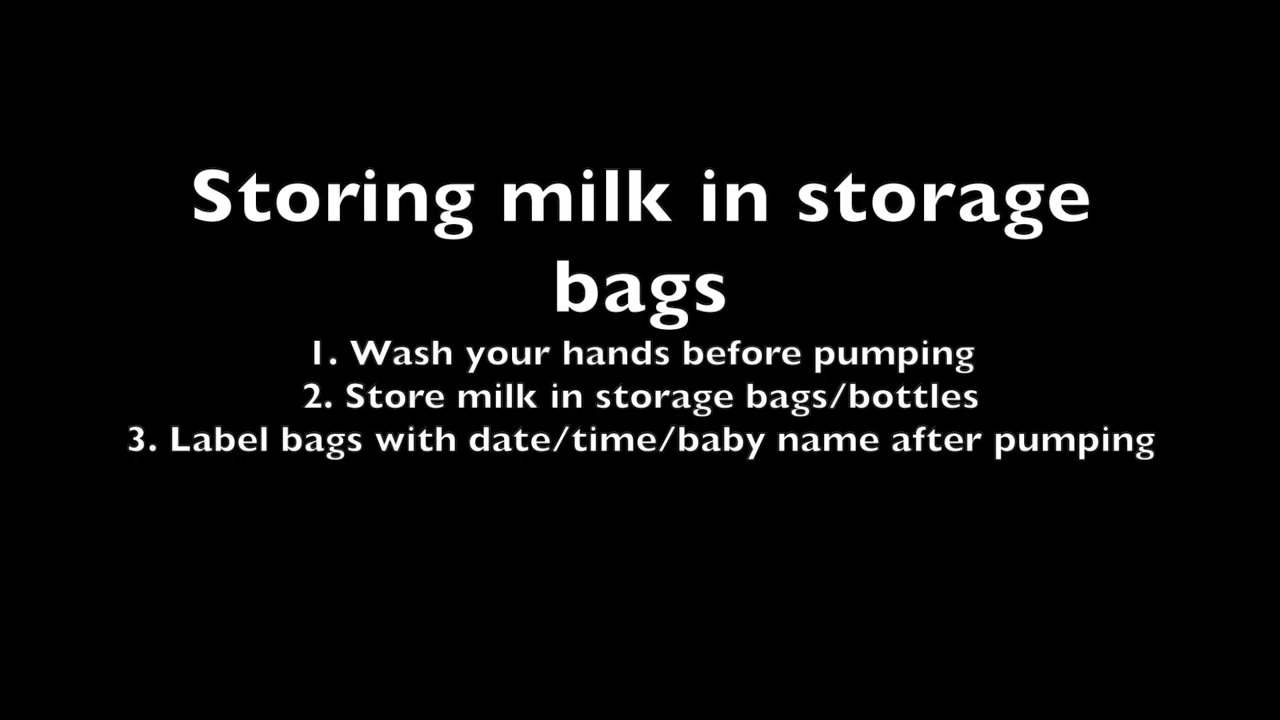 Storing milk in storage
bags
1. Wash your hands before pumping
2. Store milk in storage bags/bottles
3. Label bags with date/time/baby name after pumping